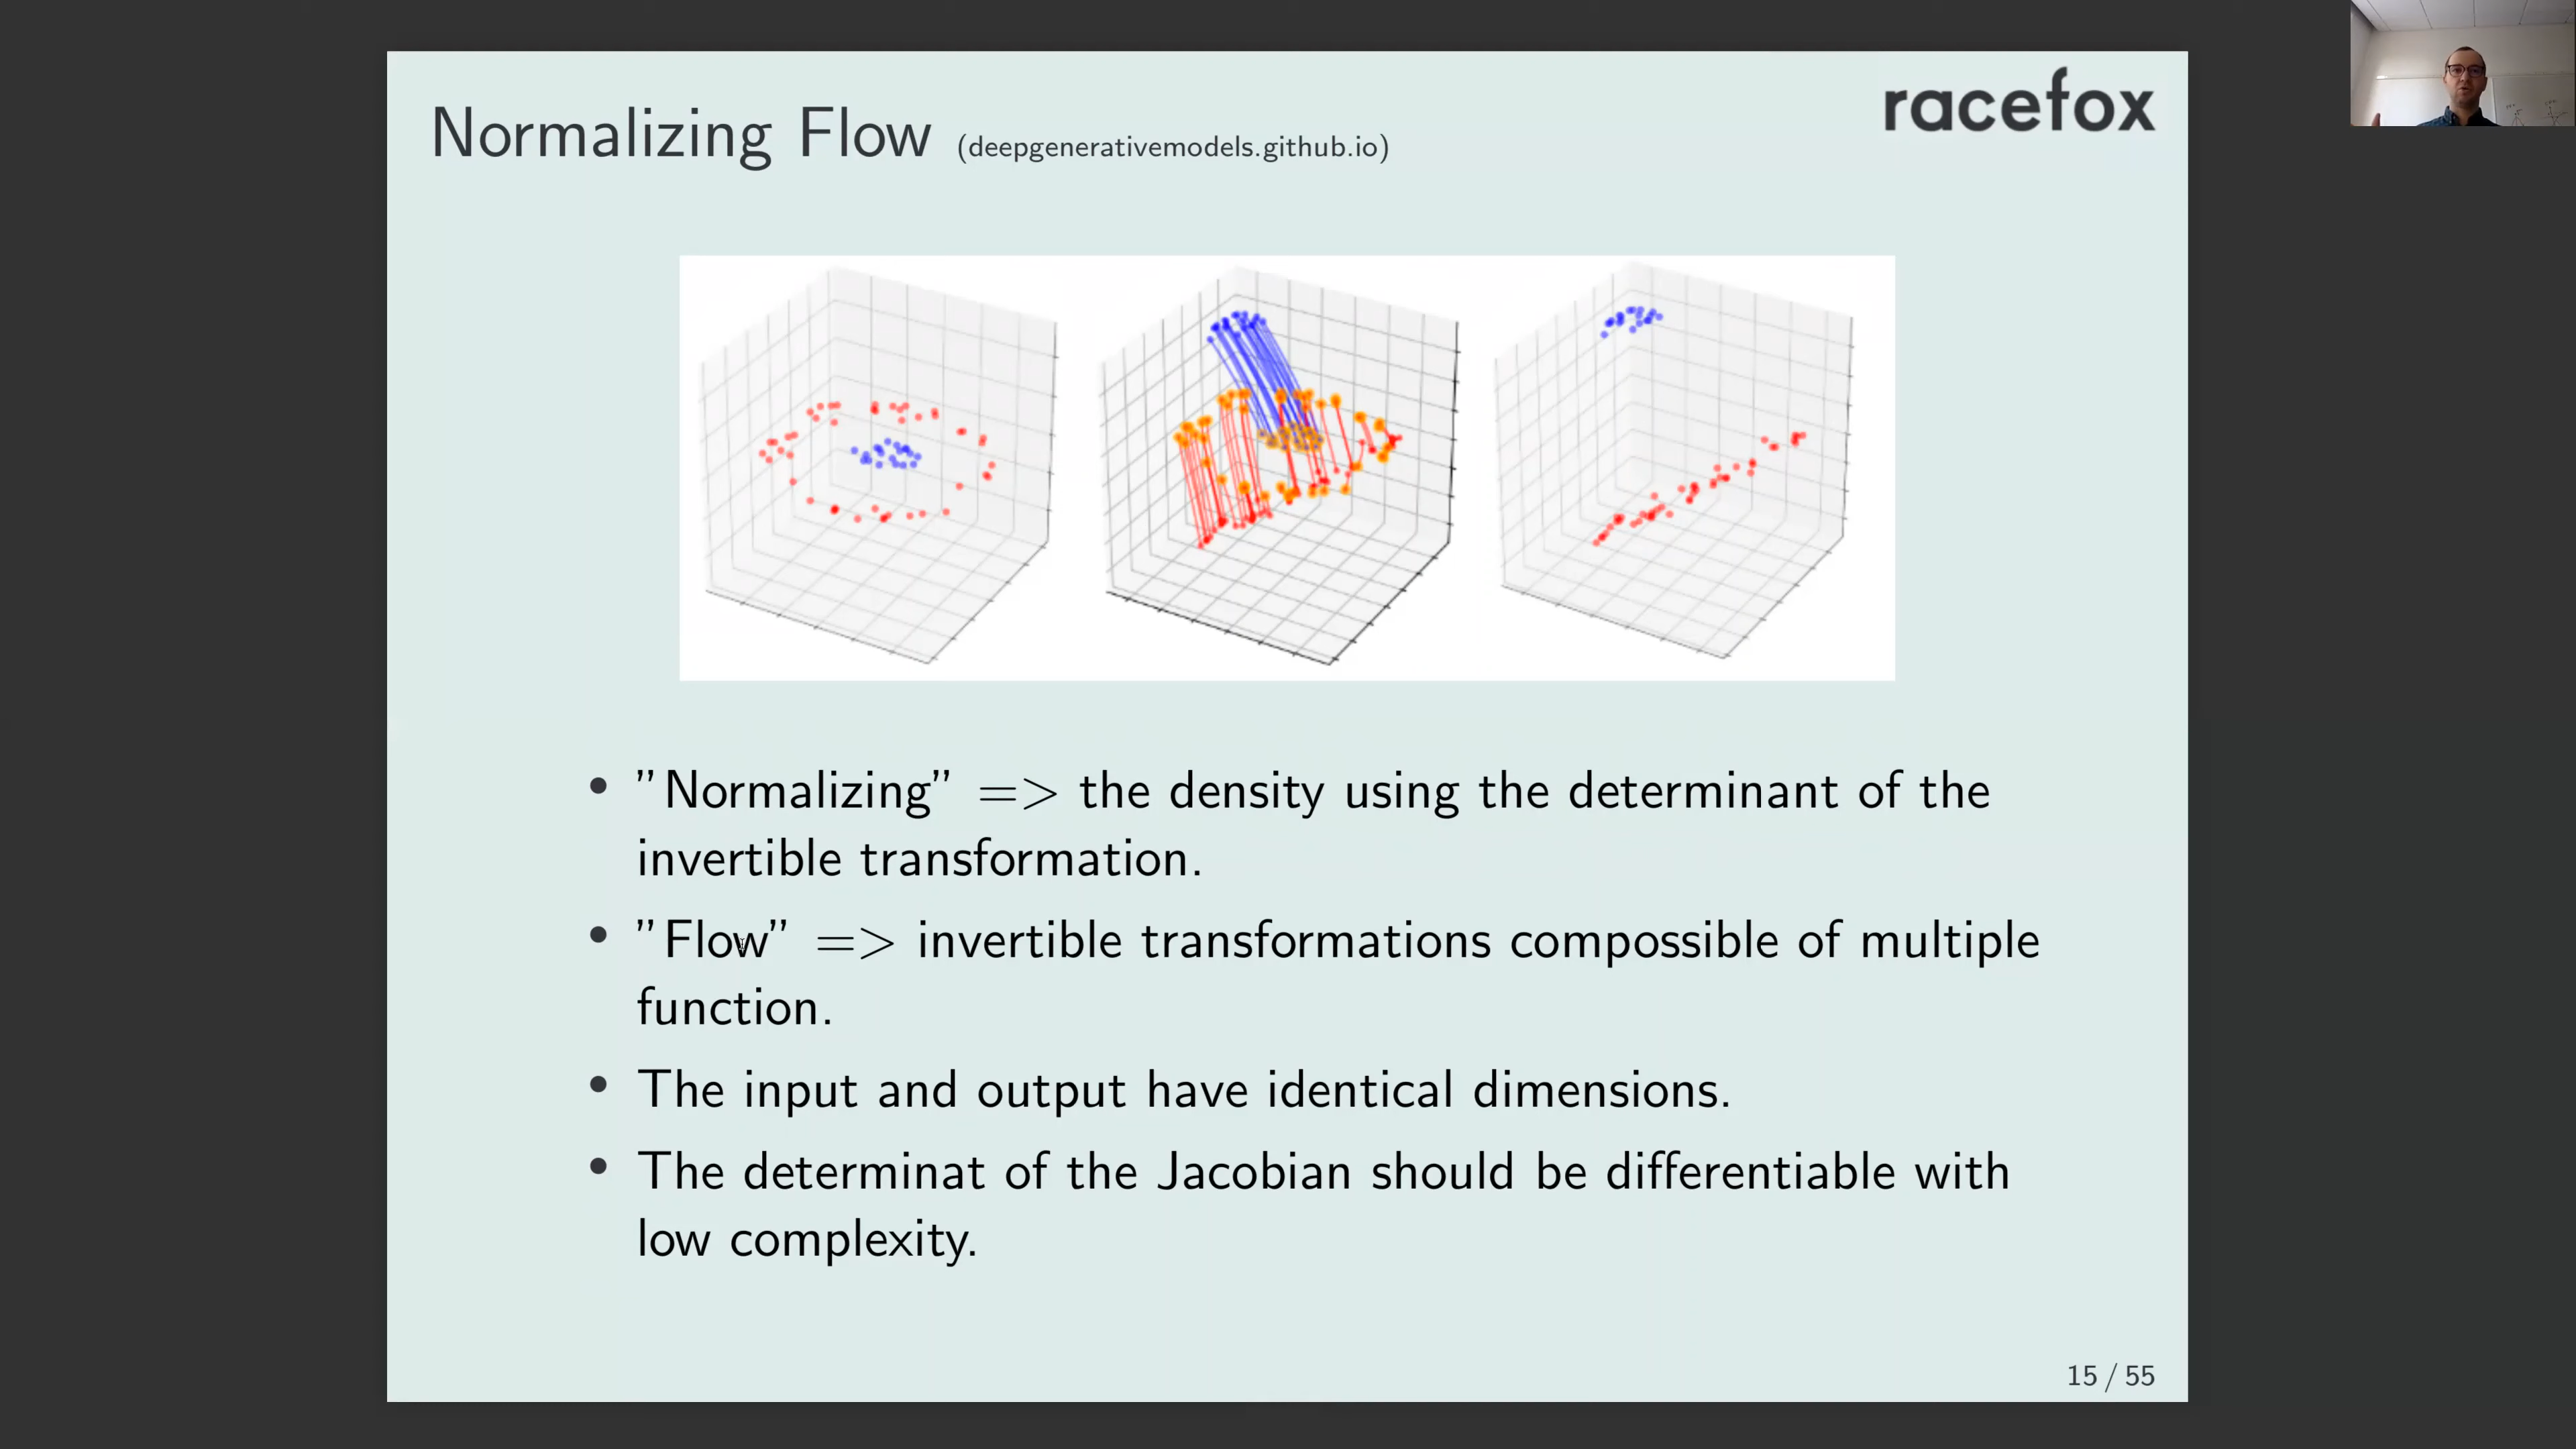 Normalizing Flow (deepgenerativemodels.github.io)
racefox
• "Normalizing" => the density using the determinant of the
invertible transformation.
• "Flow" => invertible transformations compossible of multiple
function.
• The input and output have identical dimensions.
• The determinat of the Jacobian should be differentiable with
low complexity.
15 / 55